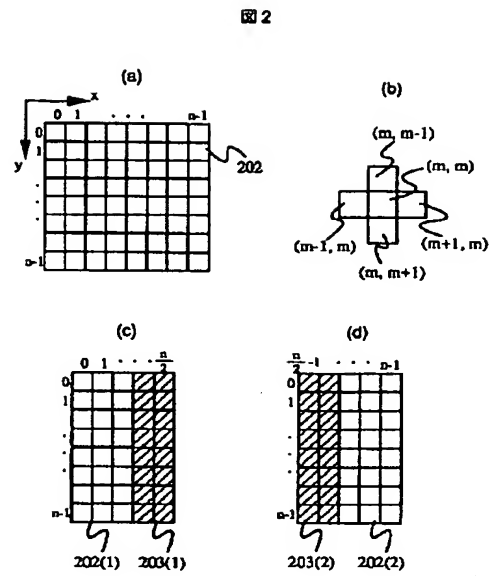 図2
(a)
x
0 1 · · · n-1
0
1
y
·
·
·
n-1
202
(b)
(m, m-1)
(m, m)
(m-1, m)
(m+1, m)
(m, m+1)
(c)
0 1 · · · n/2
0
1
·
·
·
n-1
202(1)
203(1)
(d)
n/2 -1 · · · n-1
0
1
·
·
·
n-1
203(2)
202(2)